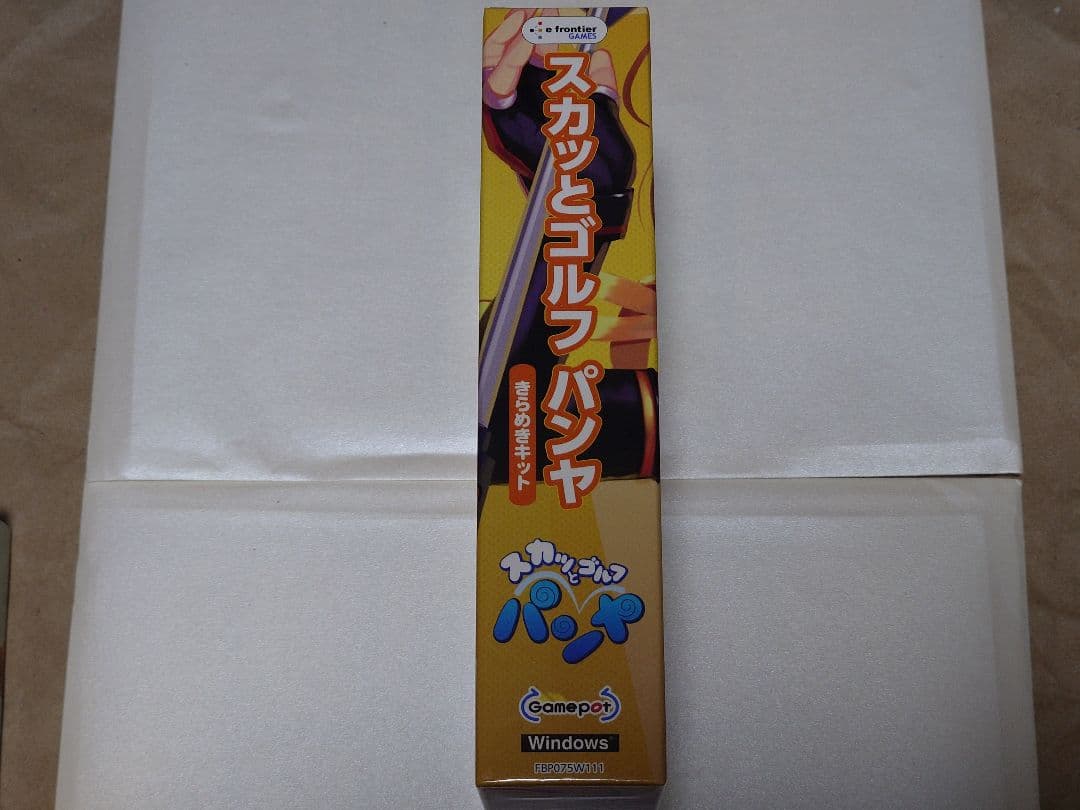 e frontier
GAMES
スカッとゴルフ パンヤ
きらめきキット
スカッとゴルフ
パンヤ
Gamepot
Windows
FBP075W111